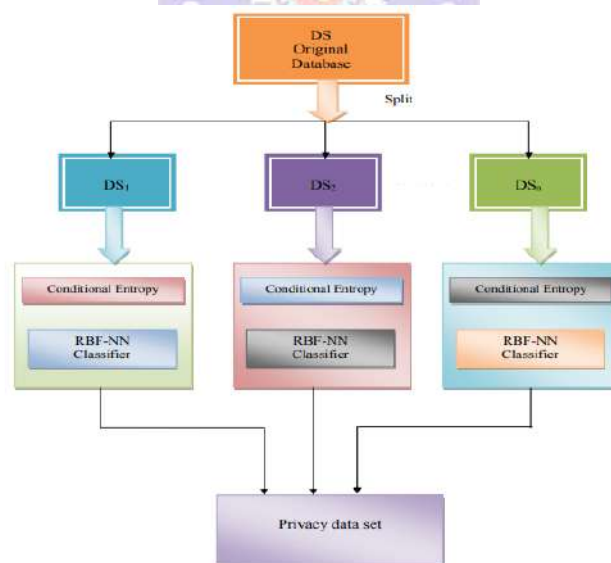 DS
Original
Database
Split
DS1
DS2
DSn
Conditional Entropy
RBF-NN
Classifier
Conditional Entropy
RBF-NN
Classifier
Conditional Entropy
RBF-NN
Classifier
Privacy data set